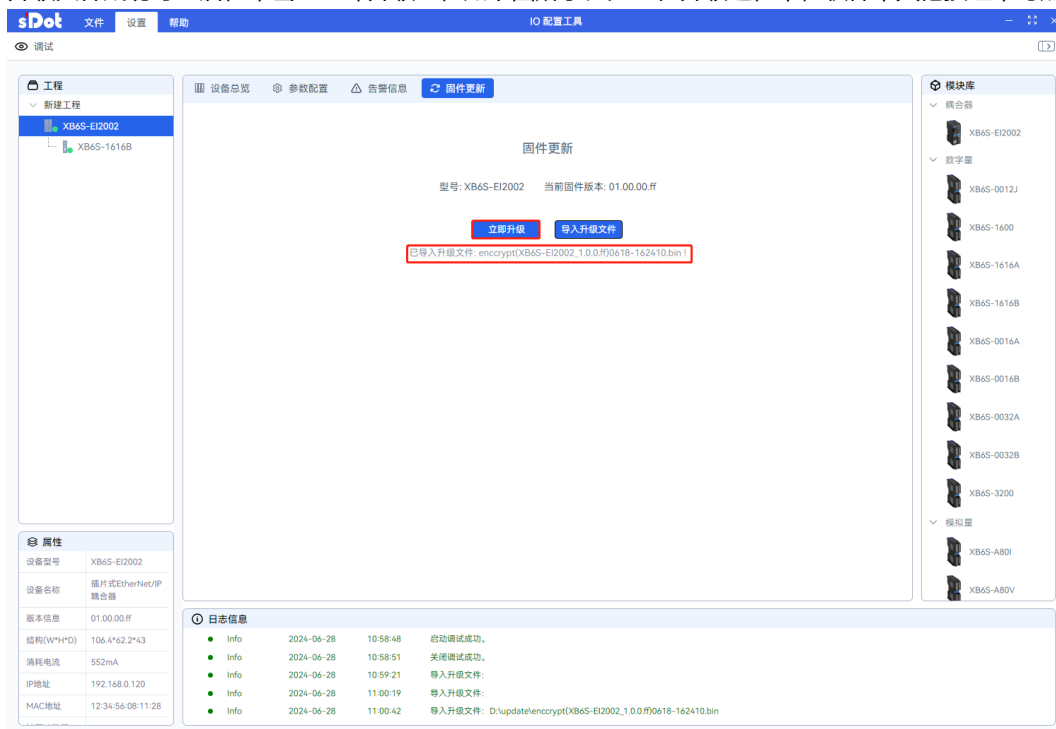 sDot 文件 设置 帮助 IO 配置工具
调试
工程
新建工程
XB6S-EI2002
XB6S-1616B
设备总览 参数配置 告警信息 固件更新
固件更新
型号: XB6S-EI2002 当前固件版本: 01.00.00.ff
立即升级 导入升级文件
已导入升级文件: enccrypt(XB6S-EI2002_1.0.0.ff)0618-162410.bin !
模块库
耦合器
XB6S-EI2002
数字量
XB6S-0012J
XB6S-1600
XB6S-1616A
XB6S-1616B
XB6S-0016A
XB6S-0016B
XB6S-0032A
XB6S-0032B
XB6S-3200
模拟量
XB6S-A80I
XB6S-A80V
属性
设备型号 XB6S-EI2002
设备名称 插片式EtherNet/IP
耦合器
版本信息 01.00.00.ff
结构(W*H*D) 106.4*62.2*43
消耗电流 552mA
IP地址 192.168.0.120
MAC地址 12:34:56:08:11:28
日志信息
Info 2024-06-28 10:58:48 启动调试成功。
Info 2024-06-28 10:58:51 关闭调试成功。
Info 2024-06-28 10:59:21 导入升级文件:
Info 2024-06-28 11:00:19 导入升级文件:
Info 2024-06-28 11:00:42 导入升级文件: D:\update\enccrypt(XB6S-EI2002_1.0.0.ff)0618-162410.bin